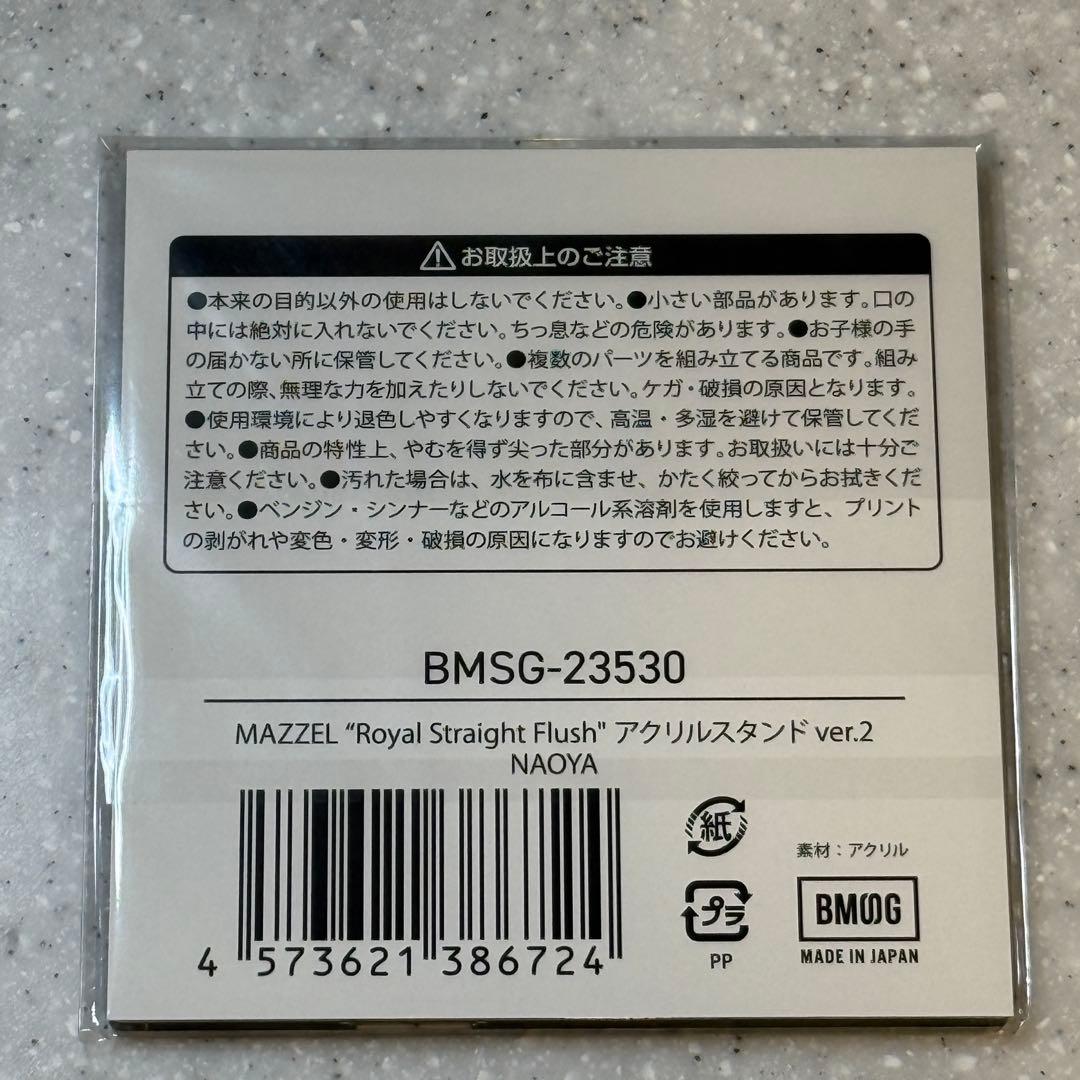 ⚠お取扱上のご注意
●本来の目的以外の使用はしないでください。●小さい部品があります。口の
中には絶対に入れないでください。ちっ息などの危険があります。●お子様の手
の届かない所に保管してください。●複数のパーツを組み立てる商品です。組み
立ての際、無理な力を加えたりしないでください。ケガ・破損の原因となります。
●使用環境により退色しやすくなりますので、高温・多湿を避けて保管してくだ
さい。●商品の特性上、やむを得ず尖った部分があります。お取扱いには十分ご
注意ください。●汚れた場合は、水を布に含ませ、かたく絞ってからお拭きくだ
さい。●ベンジン・シンナーなどのアルコール系溶剤を使用しますと、プリント
の剥がれや変色・変形・破損の原因になりますのでお避けください。
BMSG-23530
MAZZEL “Royal Straight Flush" アクリルスタンド ver.2
NAOYA
4 573621 386724
紙
プラ
PP
素材：アクリル
BMSG
MADE IN JAPAN